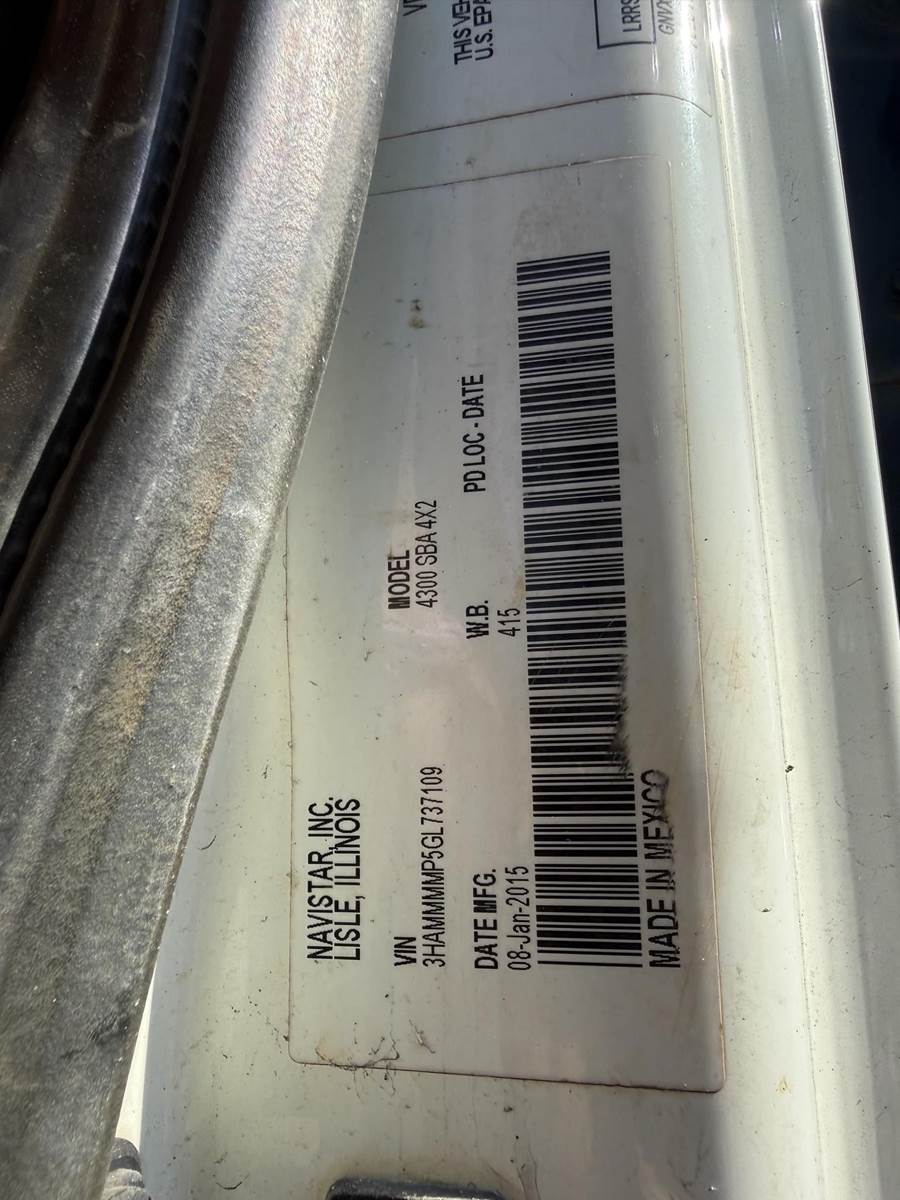 NAVISTAR, INC.
LISLE, ILLINOIS
VIN
3HAMMMMP5GL737109
MODEL
4300 SBA 4X2
DATE MFG.
08-Jan-2015
W.B.
415
PD LOC - DATE
MADE IN MEXICO
THIS VEH
U.S. EPA
LRRS